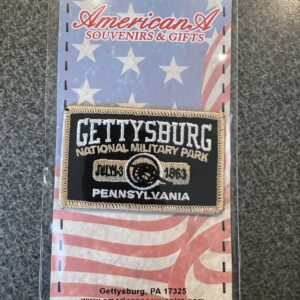 AmericanA
SOUVENIRS & GIFTS
GETTYSBURG
NATIONAL MILITARY PARK
JULY 1-3 1863
PENNSYLVANIA
Gettysburg, PA 17325